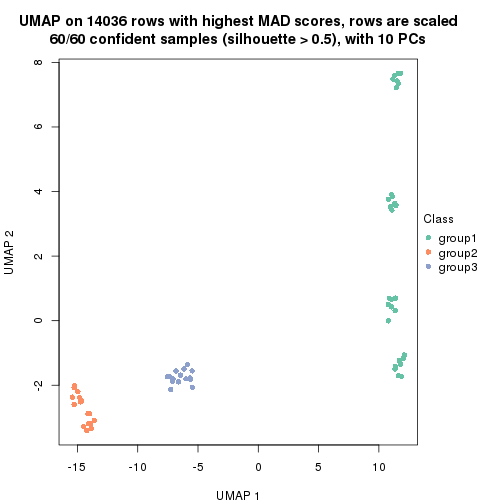 UMAP on 14036 rows with highest MAD scores, rows are scaled
60/60 confident samples (silhouette > 0.5), with 10 PCs
8
6
4
2
0
-2
UMAP 2
-15
-10
-5
0
5
10
UMAP 1
Class
group1
group2
group3